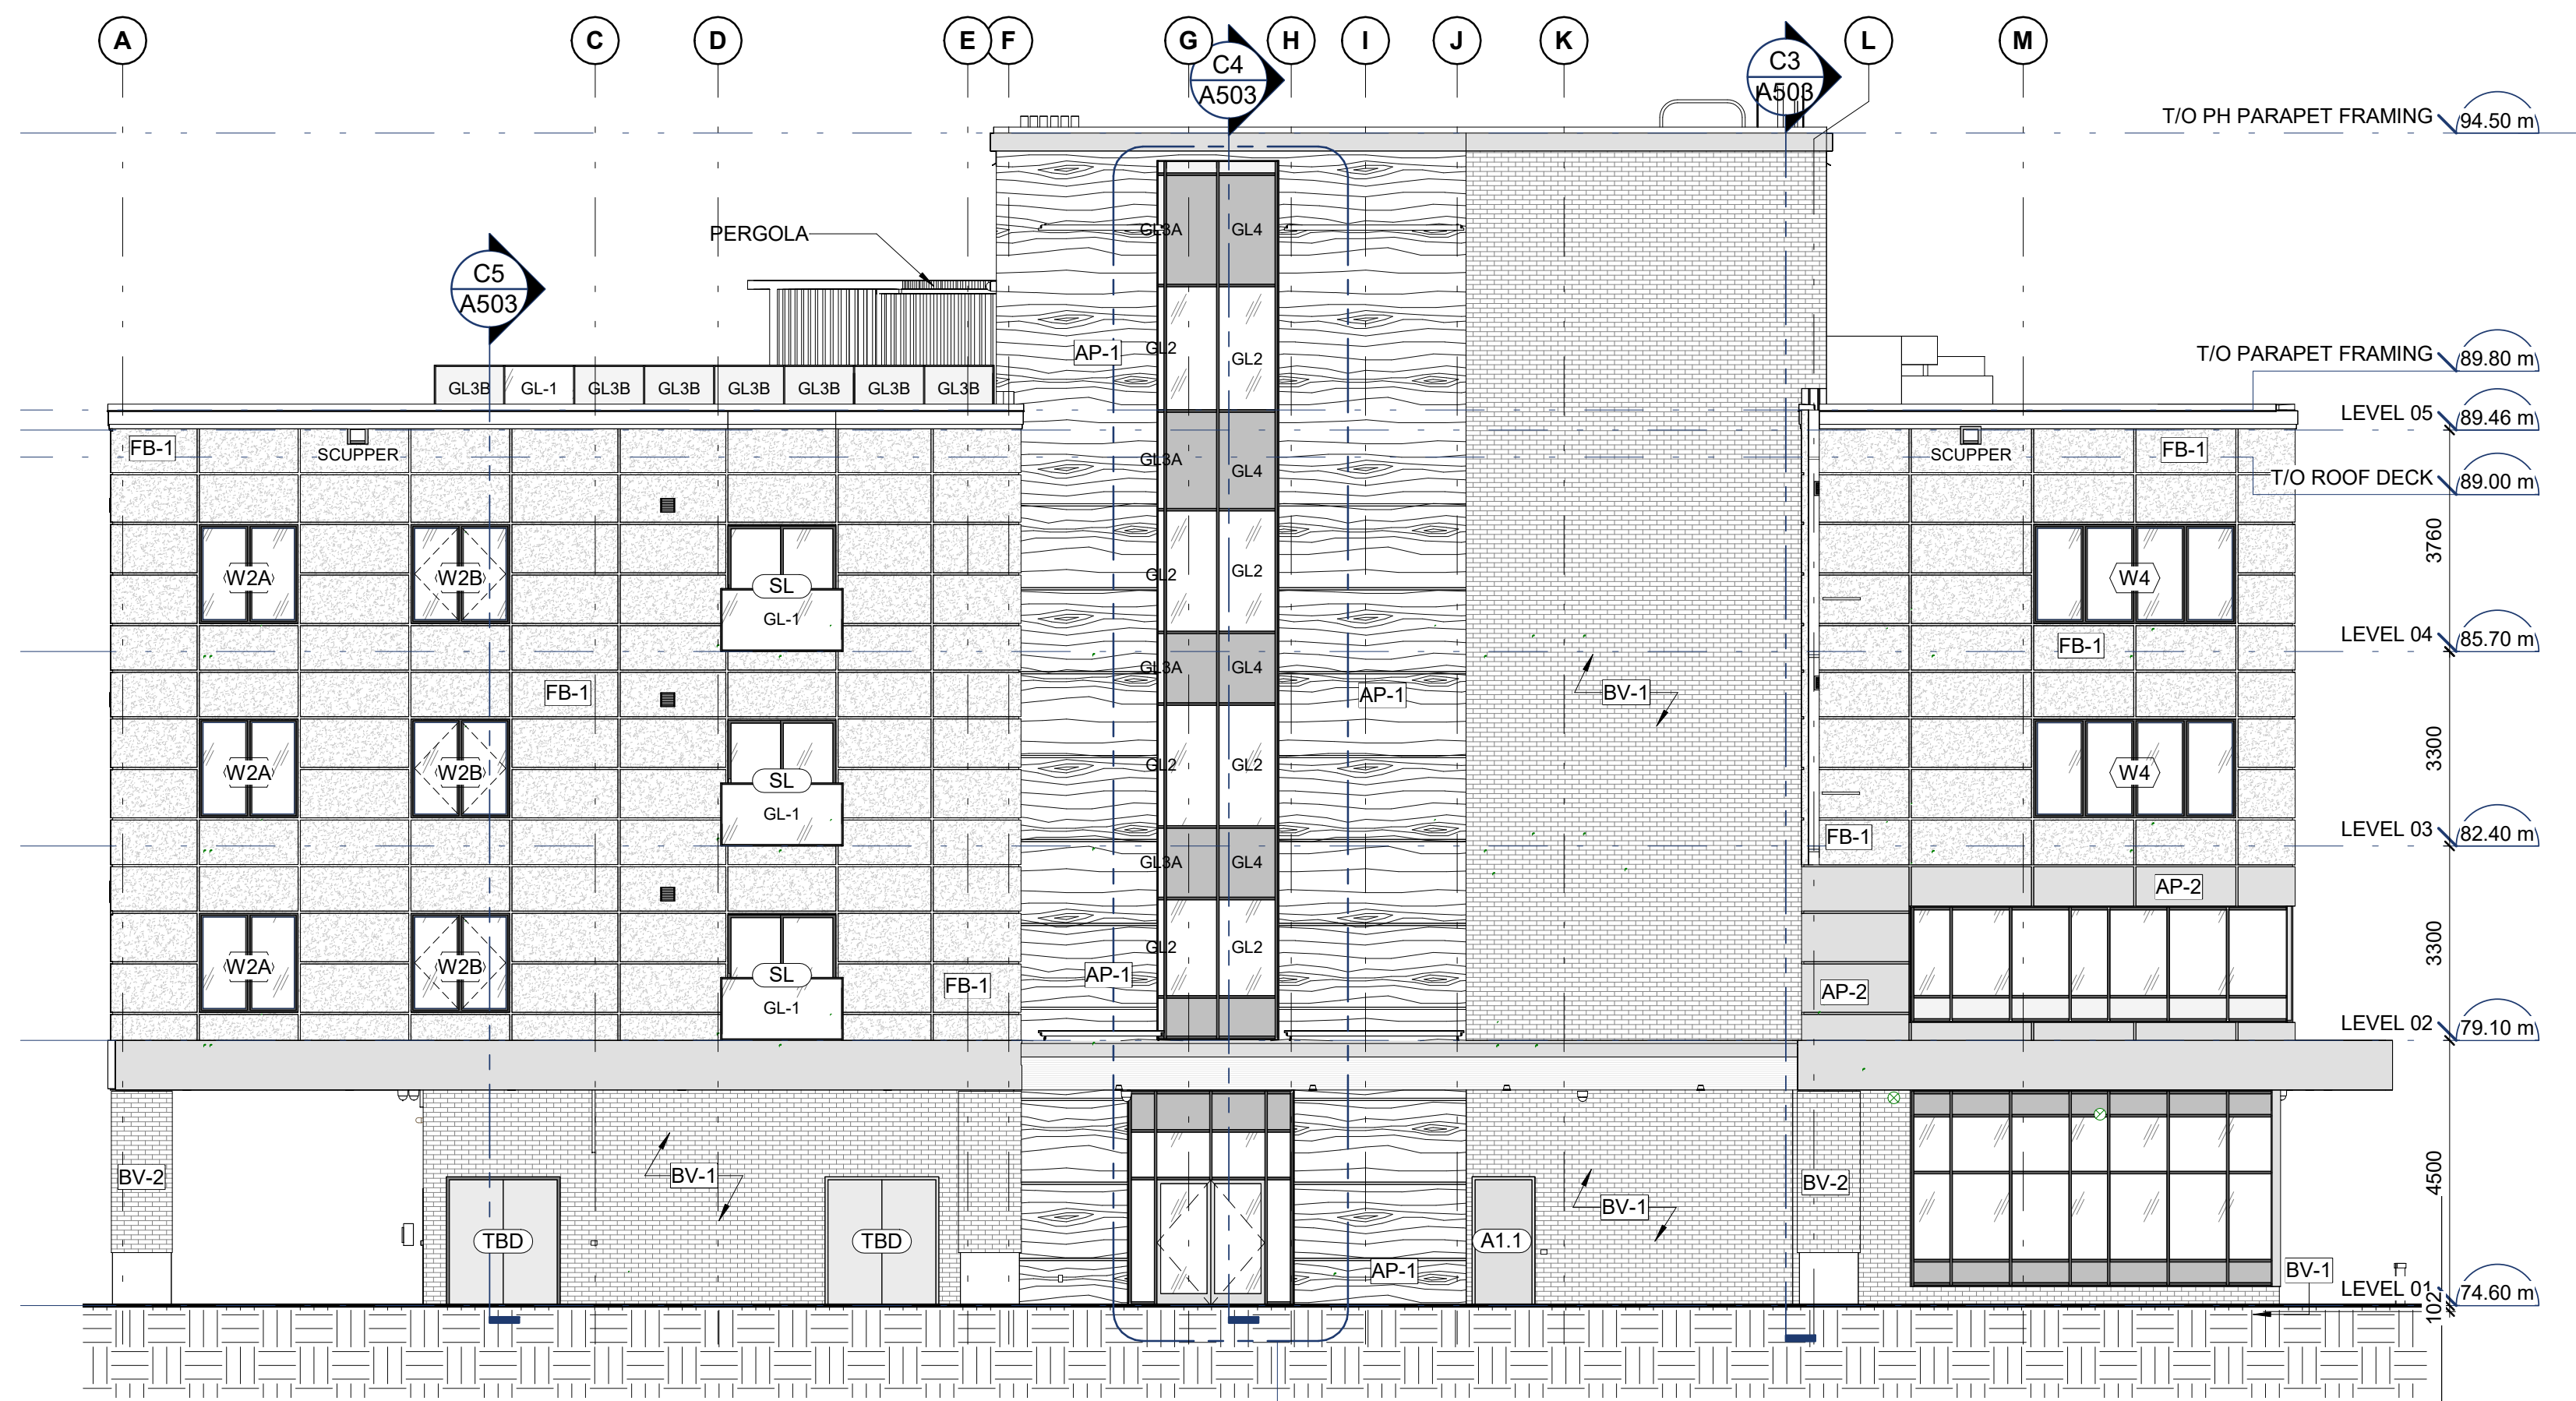 A C D E F G H I J K L M
C4
A503
C3
A503
T/O PH PARAPET FRAMING 94.50 m
PERGOLA
GL3A GL4
C5
A503
AP-1 GL2 GL2
T/O PARAPET FRAMING 89.80 m
GL3B GL-1 GL3B GL3B GL3B GL3B GL3B GL3B
LEVEL 05 89.46 m
FB-1 SCUPPER GL3A GL4 SCUPPER FB-1
T/O ROOF DECK 89.00 m
3760
W2A W2B SL GL2 GL2 W4
GL-1
LEVEL 04 85.70 m
FB-1
GL3A GL4
FB-1 AP-1 BV-1
3300
W2A W2B SL GL2 GL2 W4
GL-1
LEVEL 03 82.40 m
FB-1
GL3A GL4
AP-2
3300
GL2 GL2
W2A W2B SL AP-1
FB-1 AP-2
GL-1
LEVEL 02 79.10 m
4500
BV-2 BV-1 BV-2
BV-1
TBD TBD A1.1
AP-1 BV-1
LEVEL 01 74.60 m
102